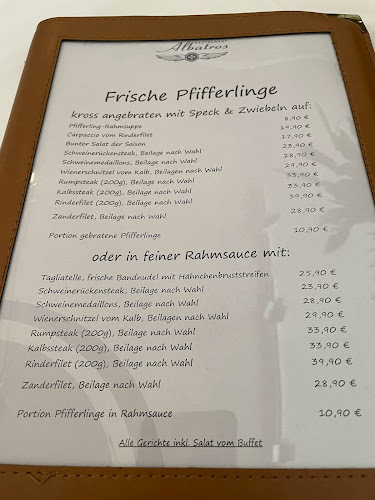 RESTAURANT
Albatros
Frische Pfifferlinge
kross angebraten mit Speck & Zwiebeln auf:
Pfifferling-Rahmsuppe 8,90 €
Carpaccio vom Rinderfilet 19,90 €
Bunter Salat der Saison 17,90 €
Schweinerückensteak, Beilage nach Wahl 23,90 €
Schweinemedaillons, Beilage nach Wahl 28,90 €
Wienerschnitzel vom Kalb, Beilagen nach Wahl 29,90 €
Rumpsteak (200g), Beilage nach Wahl 33,90 €
Kalbssteak (200g), Beilage nach Wahl 33,90 €
Rinderfilet (200g), Beilage nach Wahl 39,90 €
Zanderfilet, Beilage nach Wahl 28,90 €
Portion gebratene Pfifferlinge 10,90 €
oder in feiner Rahmsauce mit:
Tagliatelle, frische Bandnudel mit Hähnchenbruststreifen 25,90 €
Schweinerückensteak, Beilage nach Wahl 23,90 €
Schweinemedaillons, Beilage nach Wahl 28,90 €
Wienerschnitzel vom Kalb, Beilagen nach Wahl 29,90 €
Rumpsteak (200g), Beilage nach Wahl 33,90 €
Kalbssteak (200g), Beilage nach Wahl 33,90 €
Rinderfilet (200g), Beilage nach Wahl 39,90 €
Zanderfilet, Beilage nach Wahl 28,90 €
Portion Pfifferlinge in Rahmsauce 10,90 €
Alle Gerichte inkl. Salat vom Buffet